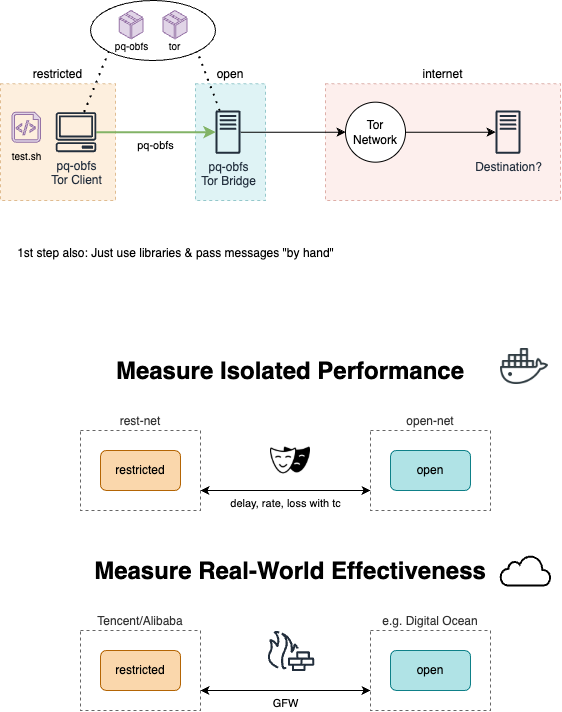 pq-obfs
tor
restricted
open
internet
</>
test.sh
pq-obfs
Tor Client
pq-obfs
pq-obfs
Tor Bridge
Tor
Network
Destination?
1st step also: Just use libraries & pass messages "by hand"
Measure Isolated Performance
rest-net
open-net
restricted
open
delay, rate, loss with tc
Measure Real-World Effectiveness
Tencent/Alibaba
e.g. Digital Ocean
restricted
open
GFW